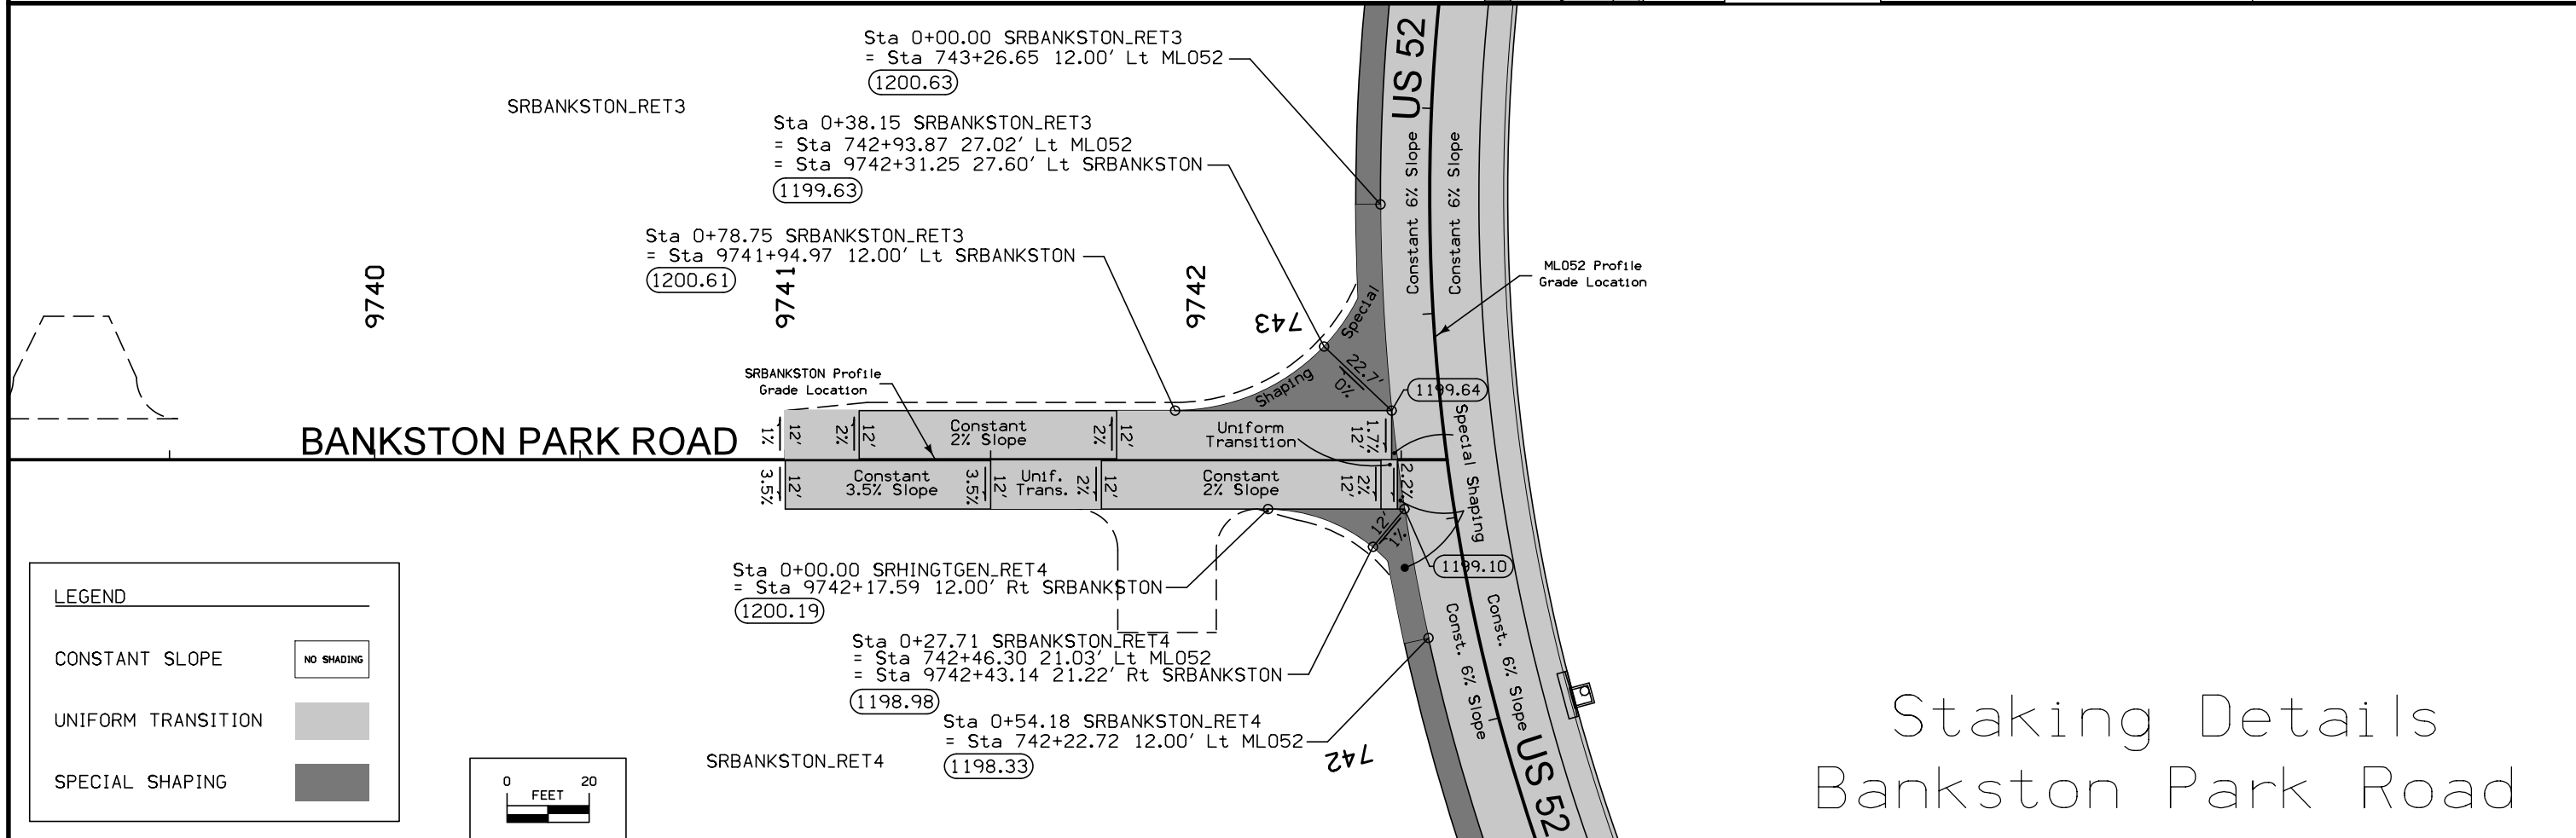 Sta 0+00.00 SRBANKSTON_RET3
= Sta 743+26.65 12.00' Lt ML052
1200.63
SRBANKSTON_RET3
Sta 0+38.15 SRBANKSTON_RET3
= Sta 742+93.87 27.02' Lt ML052
= Sta 9742+31.25 27.60' Lt SRBANKSTON
1199.63
Sta 0+78.75 SRBANKSTON_RET3
= Sta 9741+94.97 12.00' Lt SRBANKSTON
1200.61
9740
9741
9742
743
US 52
Constant 6% Slope
Constant 6% Slope
ML052 Profile
Grade Location
Special
Shaping
22.7'
0%
1199.64
SRBANKSTON Profile
Grade Location
BANKSTON PARK ROAD
1%
12'
2%
12'
Constant
2% Slope
2%
12'
Uniform
Transition
1.7%
12'
3.5%
12'
Constant
3.5% Slope
3.5%
12'
Unif.
Trans.
2%
12'
Constant
2% Slope
2%
12'
2.2%
Special Shaping
12'
1%
1199.10
Sta 0+00.00 SRHINGTGEN_RET4
= Sta 9742+17.59 12.00' Rt SRBANKSTON
1200.19
Sta 0+27.71 SRBANKSTON_RET4
= Sta 742+46.30 21.03' Lt ML052
= Sta 9742+43.14 21.22' Rt SRBANKSTON
1198.98
Sta 0+54.18 SRBANKSTON_RET4
= Sta 742+22.72 12.00' Lt ML052
1198.33
SRBANKSTON_RET4
742
Const. 6% Slope
Const. 6% Slope
US 52
LEGEND
CONSTANT SLOPE
NO SHADING
UNIFORM TRANSITION
SPECIAL SHAPING
0 20
FEET
Staking Details
Bankston Park Road